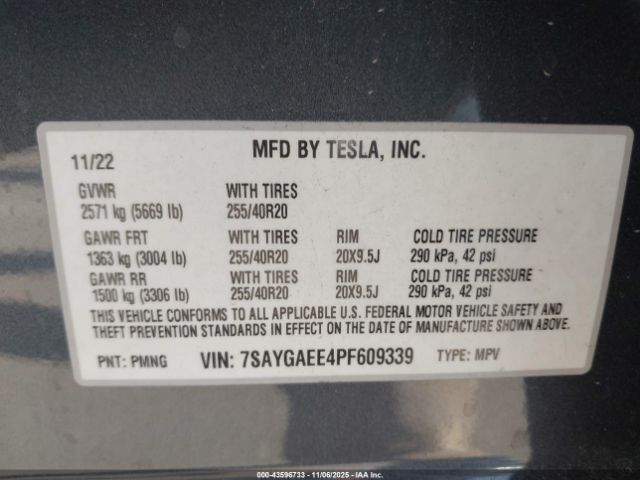 11/22 MFD BY TESLA, INC.
GVWR WITH TIRES
2571 kg (5669 lb) 255/40R20
GAWR FRT WITH TIRES RIM COLD TIRE PRESSURE
1363 kg (3004 lb) 255/40R20 20X9.5J 290 kPa, 42 psi
GAWR RR WITH TIRES RIM COLD TIRE PRESSURE
1500 kg (3306 lb) 255/40R20 20X9.5J 290 kPa, 42 psi
THIS VEHICLE CONFORMS TO ALL APPLICABLE U.S. FEDERAL MOTOR VEHICLE SAFETY AND
THEFT PREVENTION STANDARDS IN EFFECT ON THE DATE OF MANUFACTURE SHOWN ABOVE.
PNT: PMNG VIN: 7SAYGAEE4PF609339 TYPE: MPV
000-43596733 - 11/06/2025 - IAA Inc.